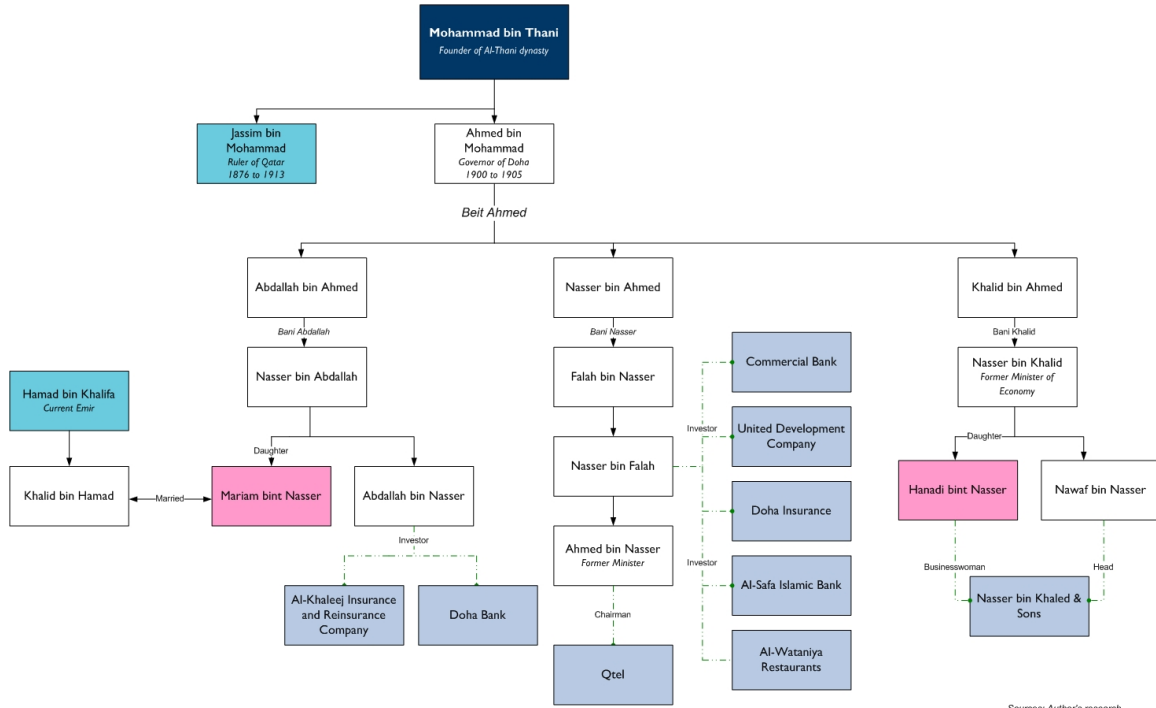 Mohammad bin Thani
Founder of Al-Thani dynasty
Jassim bin
Mohammad
Ruler of Qatar
1876 to 1913
Ahmed bin
Mohammad
Governor of Doha
1900 to 1905
Beit Ahmed
Abdallah bin Ahmed
Nasser bin Ahmed
Khalid bin Ahmed
Bani Abdallah
Bani Nasser
Bani Khalid
Hamad bin Khalifa
Current Emir
Nasser bin Abdallah
Falah bin Nasser
Commercial Bank
Nasser bin Khalid
Former Minister of
Economy
Investor
United Development
Company
Daughter
Daughter
Khalid bin Hamad
Married
Mariam bint Nasser
Abdallah bin Nasser
Nasser bin Falah
Hanadi bint Nasser
Nawaf bin Nasser
Doha Insurance
Investor
Ahmed bin Nasser
Former Minister
Investor
Al-Safa Islamic Bank
Businesswoman
Head
Al-Khaleej Insurance
and Reinsurance
Company
Doha Bank
Chairman
Nasser bin Khaled &
Sons
Qtel
Al-Wataniya
Restaurants
Sources: Author's research